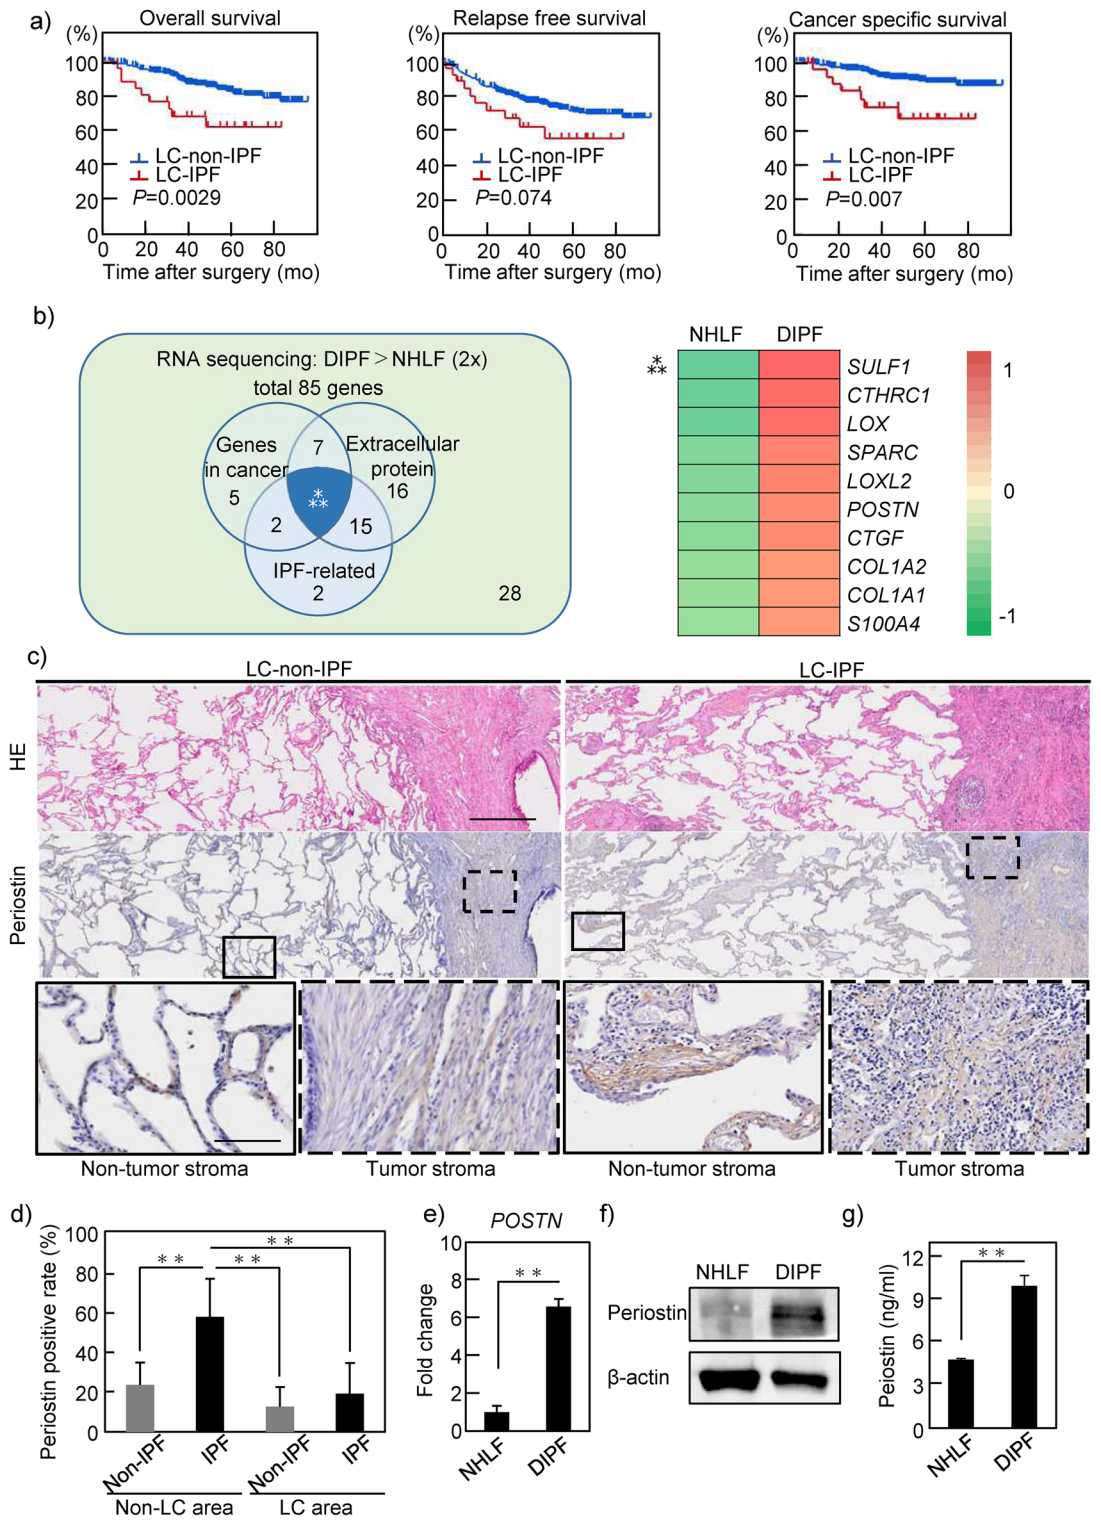 a)
Overall survival
(%)
100
80
60
40
20
0
LC-non-IPF
LC-IPF
P=0.0029
0 20 40 60 80
Time after surgery (mo)
Relapse free survival
(%)
100
80
60
40
20
0
LC-non-IPF
LC-IPF
P=0.074
0 20 40 60 80
Time after surgery (mo)
Cancer specific survival
(%)
100
80
60
40
20
0
LC-non-IPF
LC-IPF
P=0.007
0 20 40 60 80
Time after surgery (mo)
b)
RNA sequencing: DIPF > NHLF (2x)
total 85 genes
Genes
in cancer
5
7
Extracellular
protein
16
⁂
2
15
IPF-related
2
28
NHLF DIPF
⁂
SULF1
CTHRC1
LOX
SPARC
LOXL2
POSTN
CTGF
COL1A2
COL1A1
S100A4
1
0
-1
c)
LC-non-IPF
LC-IPF
HE
Periostin
Non-tumor stroma
Tumor stroma
Non-tumor stroma
Tumor stroma
d)
Periostin positive rate (%)
100
80
60
40
20
0
* *
* *
* *
Non-IPF
IPF
Non-IPF
IPF
Non-LC area
LC area
e)
POSTN
Fold change
10
8
6
4
2
0
* *
NHLF
DIPF
f)
NHLF DIPF
Periostin
β-actin
g)
Peiostin (ng/ml)
12
9
6
3
0
* *
NHLF
DIPF